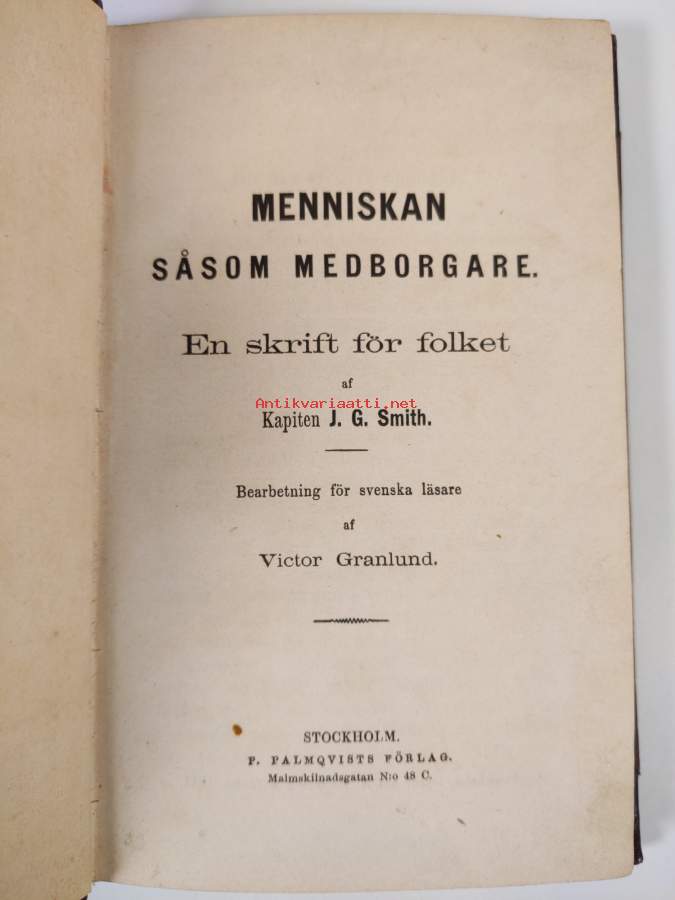 MENNISKAN
SÅSOM MEDBORGARE.
En skrift för folket
af
Antikvariaatti.net
Kapiten J. G. Smith.
Bearbetning för svenska läsare
af
Victor Granlund.
STOCKHOLM.
P. PALMQVISTS FÖRLAG.
Malmskilnadsgatan N:o 48 C.